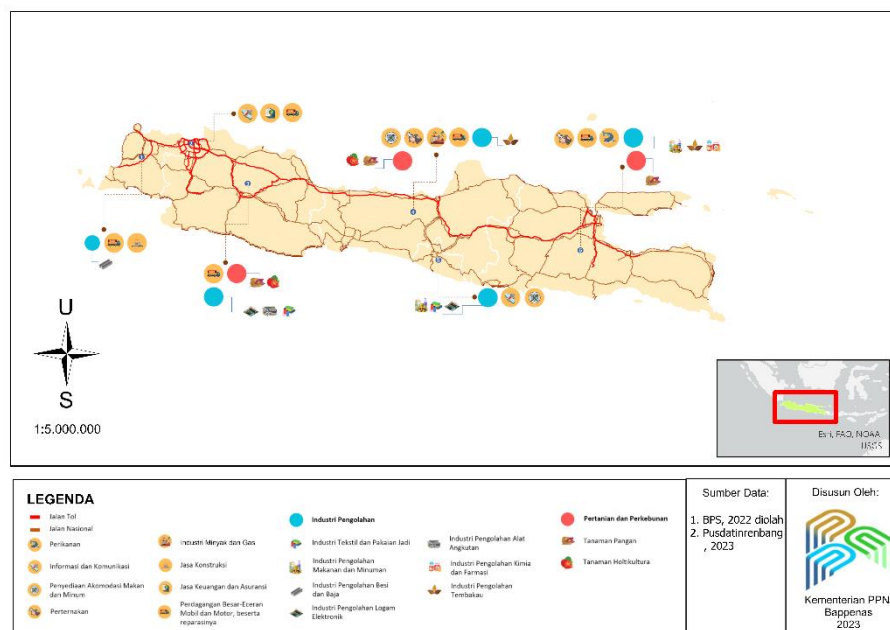 U
S
1:5.000.000
Esri, FAO, NOAA,
USGS
LEGENDA
Jalan Tol
Jalan Nasional
Perikanan
Informasi dan Komunikasi
Penyediaan Akomodasi Makan
dan Minum
Perternakan
Industri Minyak dan Gas
Jasa Konstruksi
Jasa Keuangan dan Asuransi
Perdagangan Besar-Eceran
Mobil dan Motor, beserta
reparasinya
Industri Pengolahan
Industri Tekstil dan Pakaian Jadi
Industri Pengolahan
Makanan dan Minuman
Industri Pengolahan Besi
dan Baja
Industri Pengolahan Logam
Elektronik
Industri Pengolahan Alat
Angkutan
Industri Pengolahan Kimia
dan Farmasi
Industri Pengolahan
Tembakau
Pertanian dan Perkebunan
Tanaman Pangan
Tanaman Holtikultura
Sumber Data:
1. BPS, 2022 diolah
2. Pusdatinrenbang
, 2023
Disusun Oleh:
Kementerian PPN/
Bappenas
2023